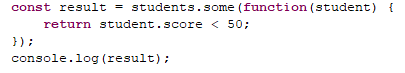 const result = students.some(function(student) {
    return student.score < 50;
});
console.log(result);